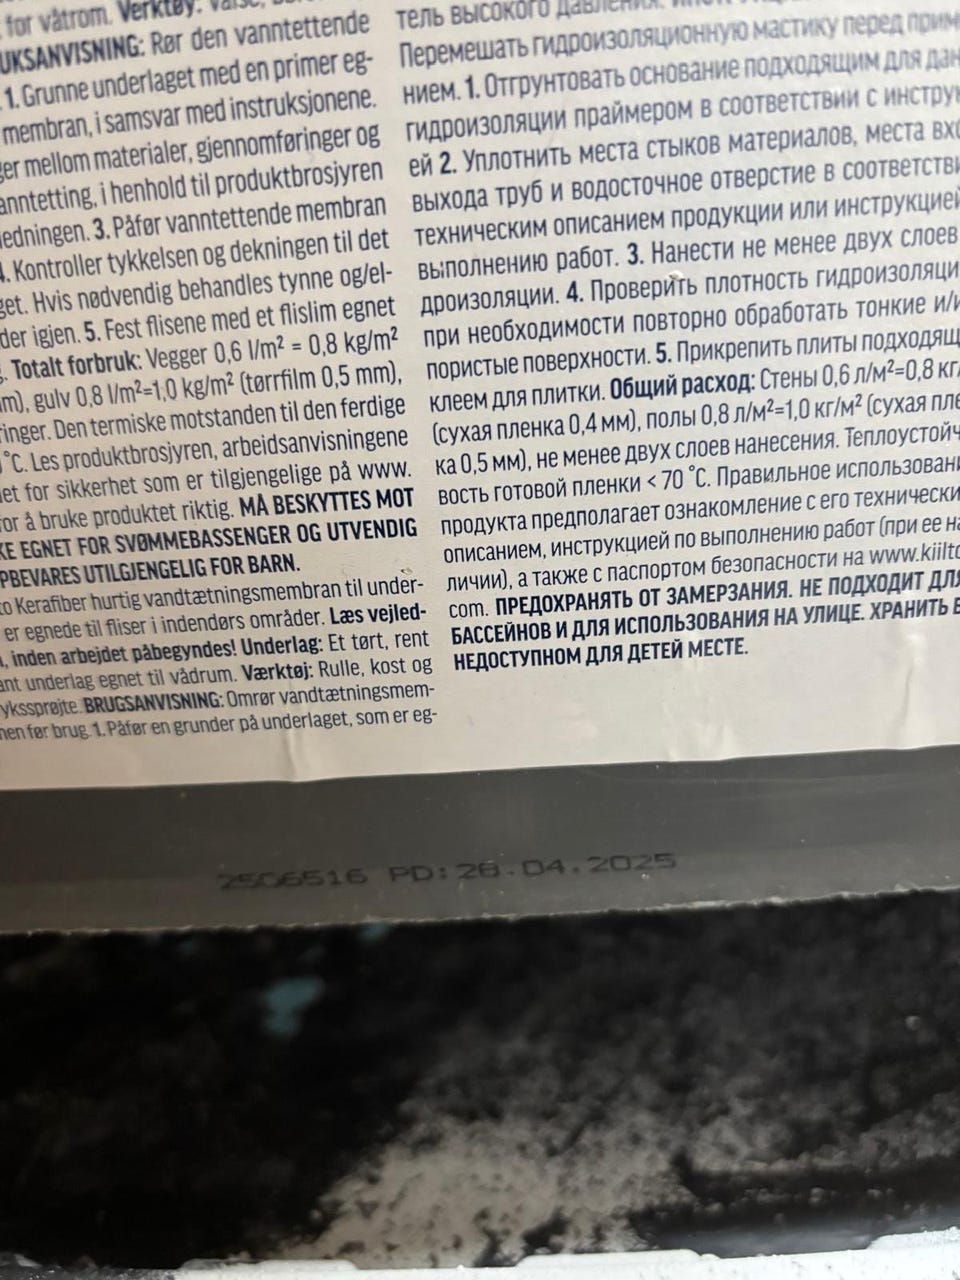 for våtrom. Verktøy:
UKSANVISNING: Rør den vanntettende
1. Grunne underlaget med en primer eg-
membran, i samsvar med instruksjonene.
ger mellom materialer, gjennomføringer og
anntetting, i henhold til produktbrosjyren
edningen. 3. Påfør vanntettende membran
4. Kontroller tykkelsen og dekningen til det
get. Hvis nødvendig behandles tynne og/el-
der igjen. 5. Fest flisene med et flislim egnet
. Totalt forbruk: Vegger 0,6 l/m² = 0,8 kg/m²
m), gulv 0,8 l/m²=1,0 kg/m² (tørrfilm 0,5 mm),
ringer. Den termiske motstanden til den ferdige
°C. Les produktbrosjyren, arbeidsanvisningene
et for sikkerhet som er tilgjengelige på www.
for å bruke produktet riktig. MÅ BESKYTTES MOT
KE EGNET FOR SVØMMEBASSENGER OG UTVENDIG
PBEVARES UTILGJENGELIG FOR BARN.
to Kerafiber hurtig vandtætningsmembran til under-
er egnede til fliser i indendørs områder. Læs vejled-
, inden arbejdet påbegyndes! Underlag: Et tørt, rent
ant underlag egnet til vådrum. Værktøj: Rulle, kost og
ykssprøjte. BRUGSANVISNING: Omrør vandtætningsmem-
nen før brug. 1. Påfør en grunder på underlaget, som er eg-
тель высокого давления.
Перемешать гидроизоляционную мастику перед прим
нием. 1. Отгрунтовать основание подходящим для дан
гидроизоляции праймером в соответствии с инстру
ей 2. Уплотнить места стыков материалов, места вхо
выхода труб и водосточное отверстие в соответстви
техническим описанием продукции или инструкцией
выполнению работ. 3. Нанести не менее двух слоев
дроизоляции. 4. Проверить плотность гидроизоляци
при необходимости повторно обработать тонкие и/и
пористые поверхности. 5. Прикрепить плиты подходящ
клеем для плитки. Общий расход: Стены 0,6 л/м²=0,8 кг/
(сухая пленка 0,4 мм), полы 0,8 л/м²=1,0 кг/м² (сухая пле
ка 0,5 мм), не менее двух слоев нанесения. Теплоустойч
вость готовой пленки < 70 °C. Правильное использован
продукта предполагает ознакомление с его технически
описанием, инструкцией по выполнению работ (при ее на
личии), а также с паспортом безопасности на www.kiilto
com. ПРЕДОХРАНЯТЬ ОТ ЗАМЕРЗАНИЯ. НЕ ПОДХОДИТ ДЛЯ
БАССЕЙНОВ И ДЛЯ ИСПОЛЬЗОВАНИЯ НА УЛИЦЕ. ХРАНИТЬ В
НЕДОСТУПНОМ ДЛЯ ДЕТЕЙ МЕСТЕ.
2506516 PD:28.04.2025